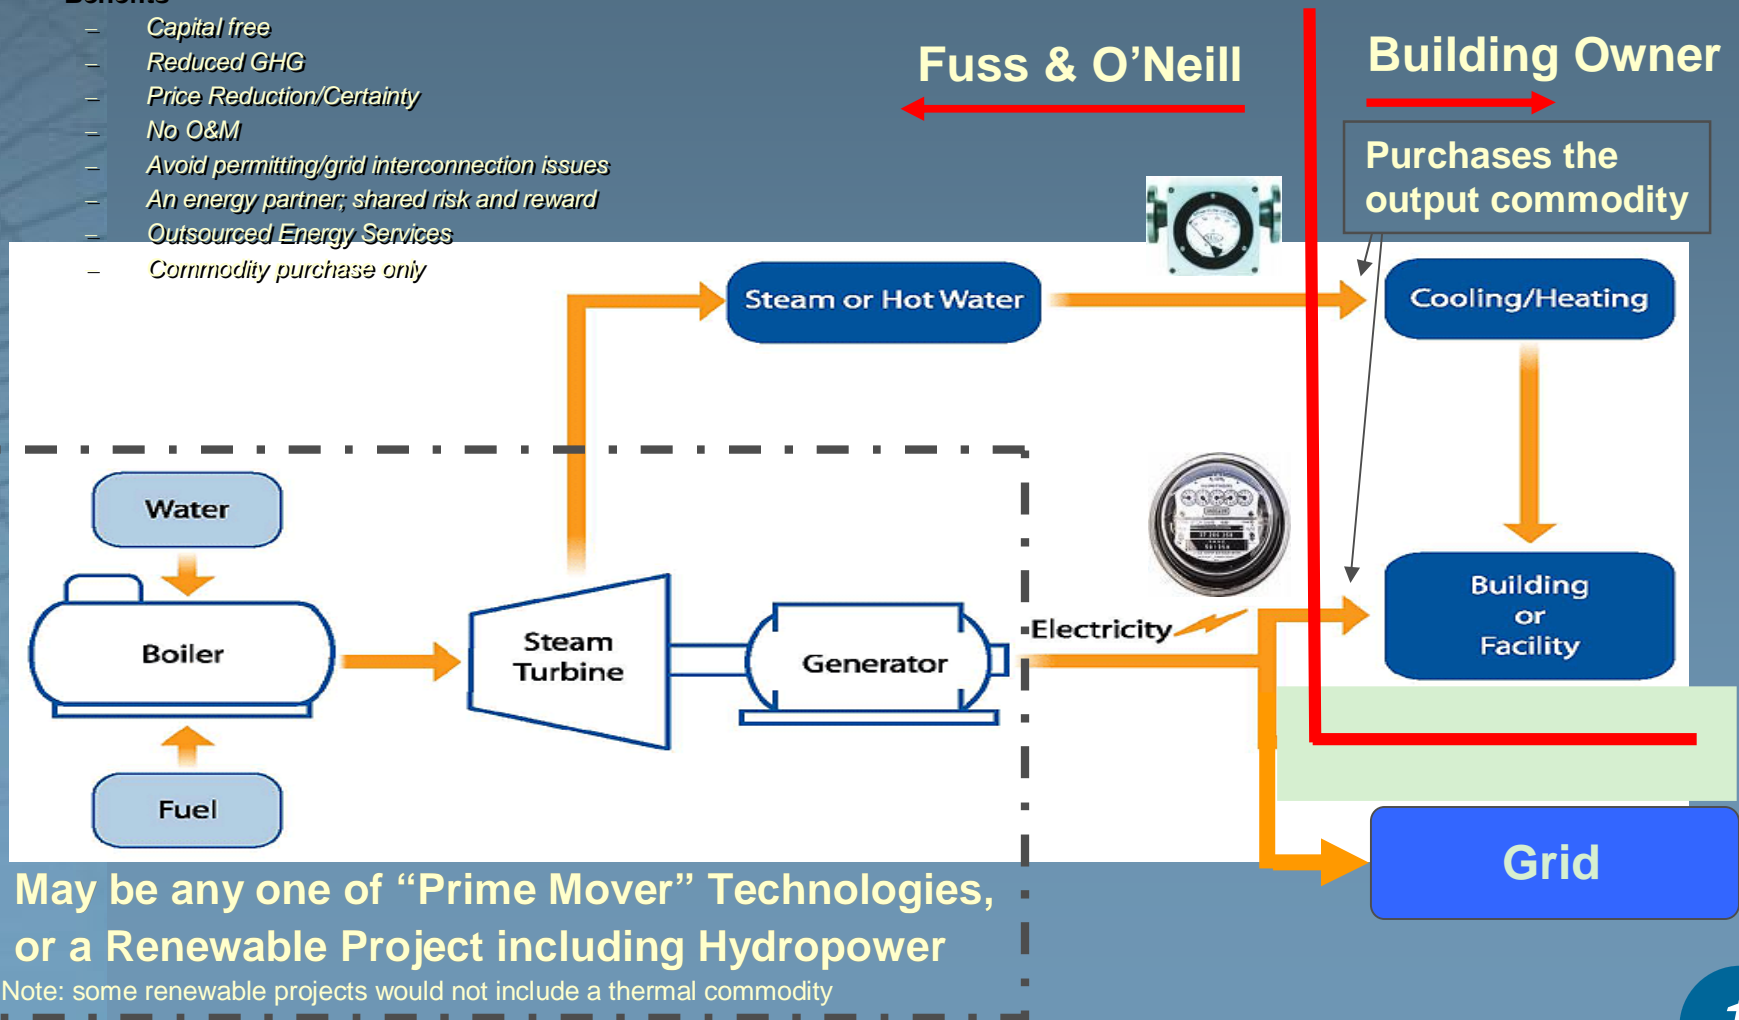 Benefits
– Capital free
– Reduced GHG
– Price Reduction/Certainty
– No O&M
– Avoid permitting/grid interconnection issues
– An energy partner; shared risk and reward
– Outsourced Energy Services
– Commodity purchase only
Fuss & O’Neill
Building Owner
Purchases the
output commodity
Steam or Hot Water
Cooling/Heating
Water
Boiler
Steam
Turbine
Generator
Electricity
Building
or
Facility
Fuel
Grid
May be any one of “Prime Mover” Technologies,
or a Renewable Project including Hydropower
Note: some renewable projects would not include a thermal commodity